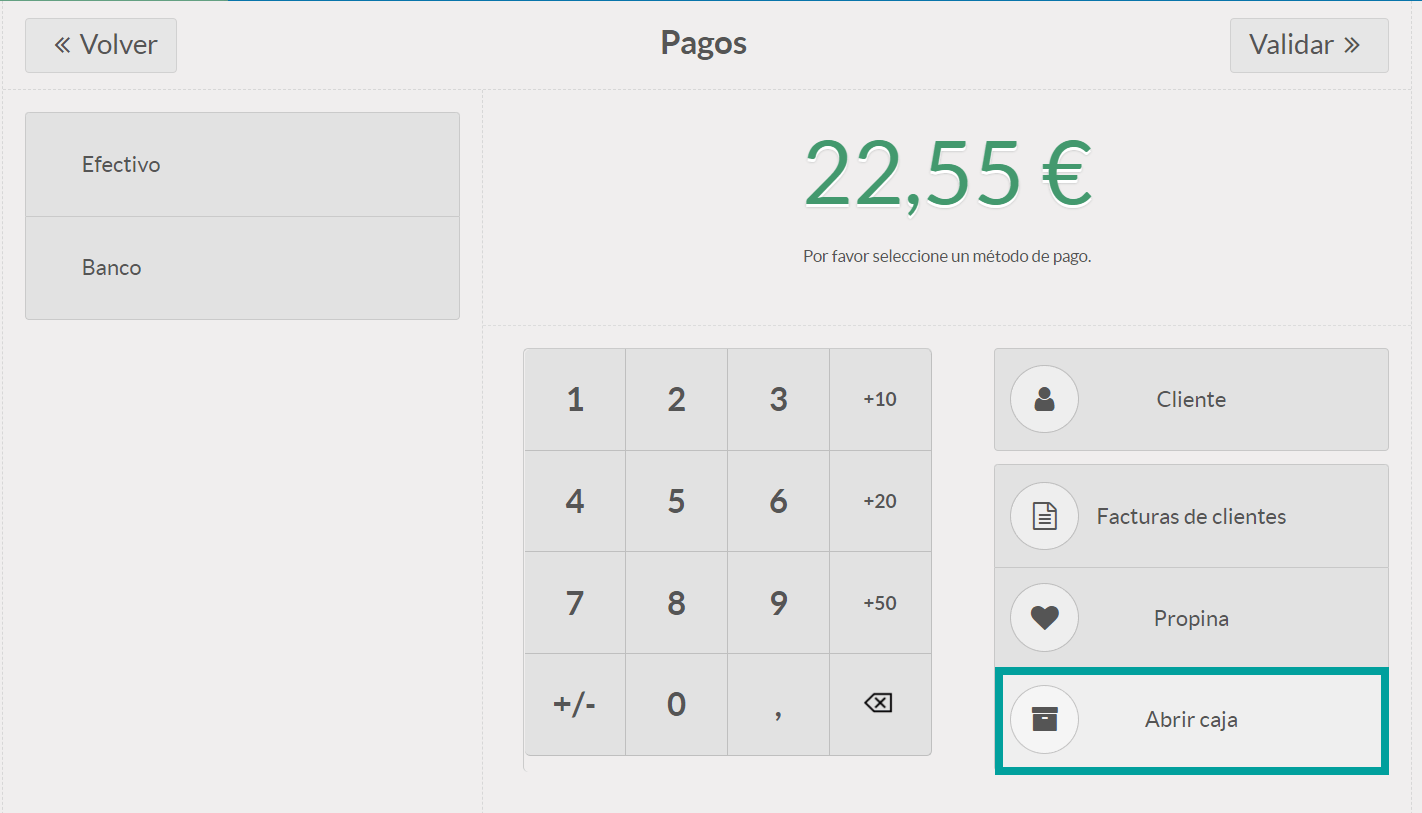 « Volver
Pagos
Validar »
Efectivo
Banco
22,55 €
Por favor seleccione un método de pago.
1 2 3 +10
4 5 6 +20
7 8 9 +50
+/- 0 ,
Cliente
Facturas de clientes
Propina
Abrir caja